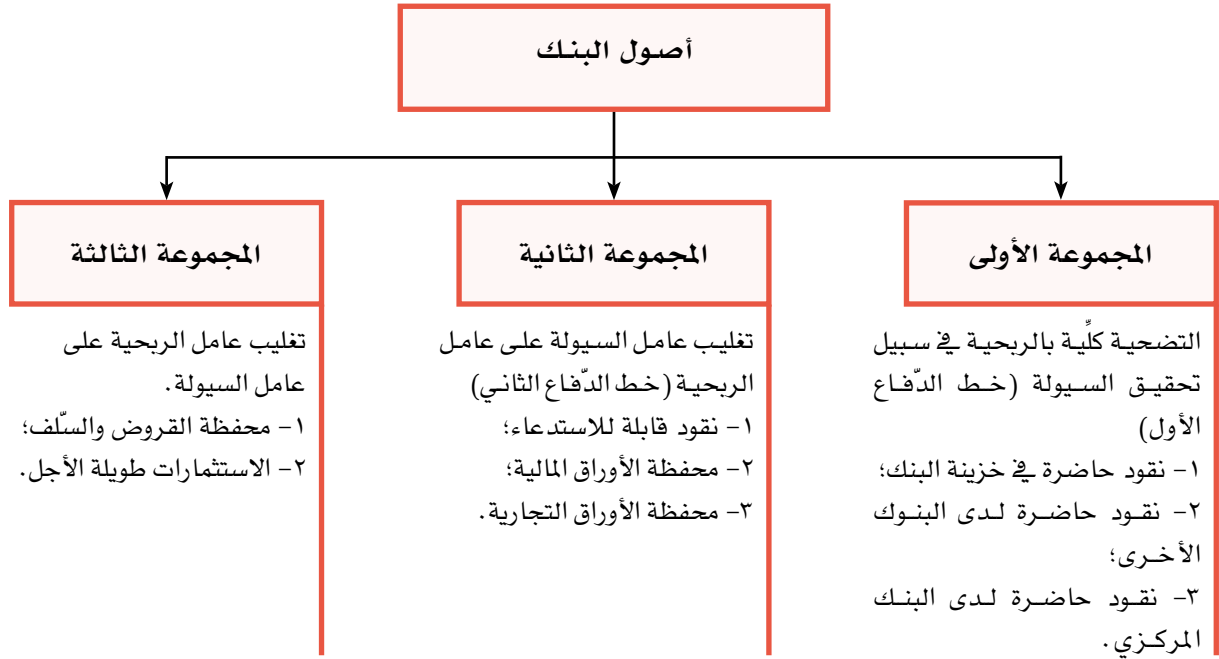 أصول البنك
المجموعة الأولى
التضحية كلِّية بالربحية في سبيل
تحقيق السيولة (خط الدّفاع
الأول)
١- نقود حاضرة في خزينة البنك؛
٢- نقود حاضرة لدى البنوك
الأخرى؛
٣- نقود حاضرة لدى البنك
المركزي.
المجموعة الثانية
تغليب عامل السيولة على عامل
الربحية (خط الدّفاع الثاني)
١- نقود قابلة للاستدعاء؛
٢- محفظة الأوراق المالية؛
٣- محفظة الأوراق التجارية.
المجموعة الثالثة
تغليب عامل الربحية على
عامل السيولة.
١- محفظة القروض والسّلف؛
٢- الاستثمارات طويلة الأجل.